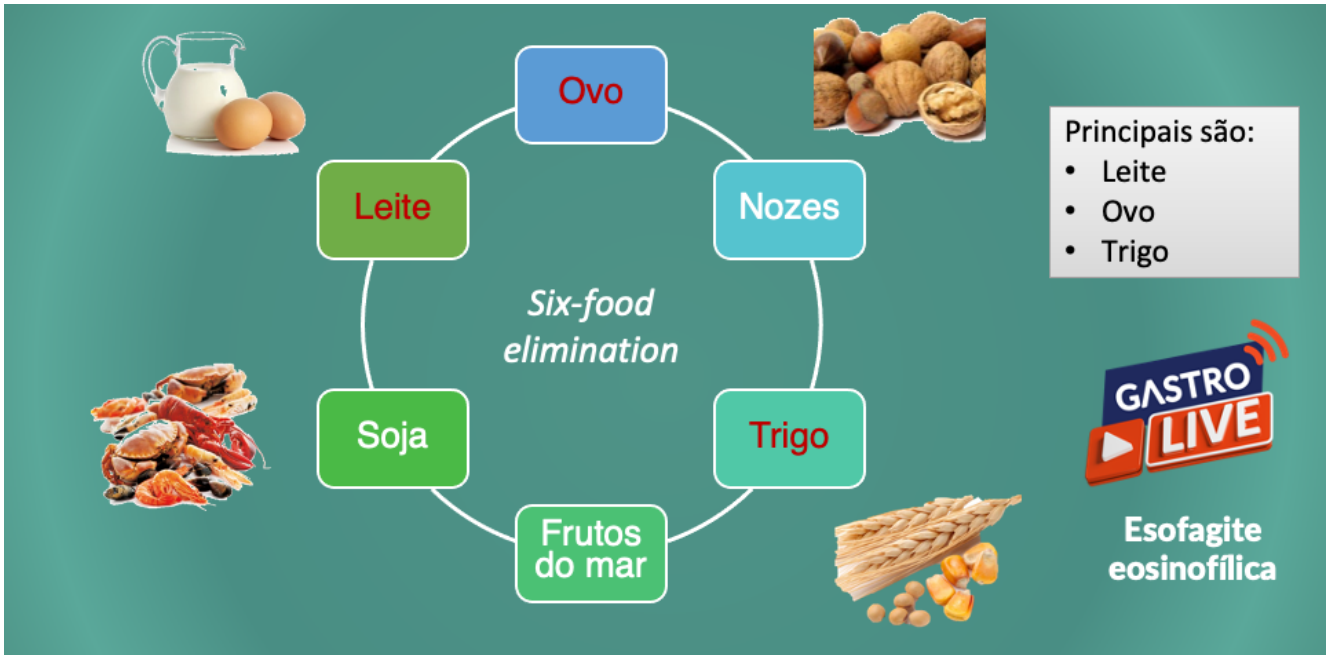 Ovo
Nozes
Leite
Six-food
elimination
Soja
Trigo
Frutos
do mar
Principais são:
• Leite
• Ovo
• Trigo
GASTRO
LIVE
Esofagite
eosinofílica